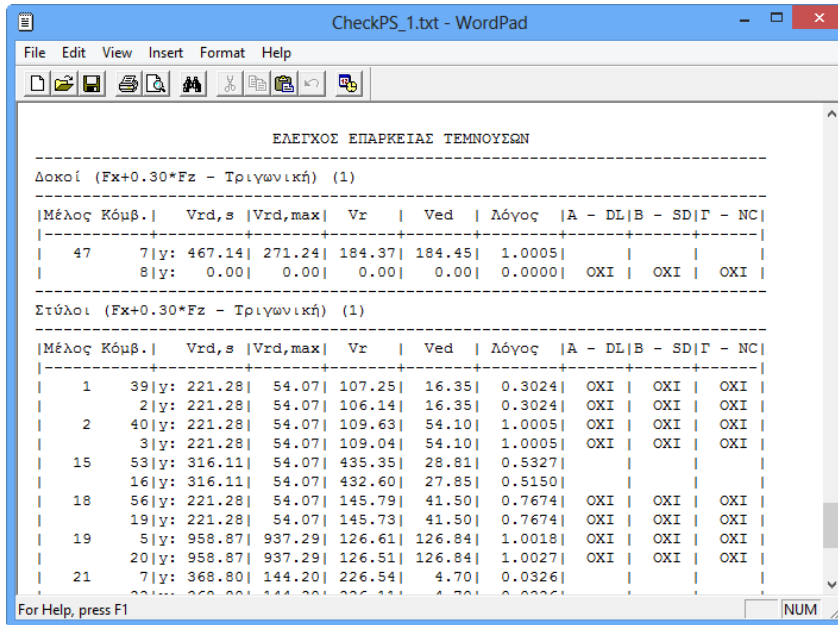 CheckPS_1.txt - WordPad
File Edit View Insert Format Help
ΕΛΕΓΧΟΣ ΕΠΑΡΚΕΙΑΣ ΤΕΜΝΟΥΣΩΝ
Δοκοί (Fx+0.30*Fz - Τριγωνική) (1)
|Μέλος Κόμβ.| Vrd,s |Vrd,max| Vr | Ved | Λόγος |Α - DL|Β - SD|Γ - NC|
| 47 7|y: 467.14| 271.24| 184.37| 184.45| 1.0005| | | |
| 8|y: 0.00| 0.00| 0.00| 0.00| 0.0000| ΟΧΙ | ΟΧΙ | ΟΧΙ |
Στύλοι (Fx+0.30*Fz - Τριγωνική) (1)
|Μέλος Κόμβ.| Vrd,s |Vrd,max| Vr | Ved | Λόγος |Α - DL|Β - SD|Γ - NC|
| 1 39|y: 221.28| 54.07| 107.25| 16.35| 0.3024| ΟΧΙ | ΟΧΙ | ΟΧΙ |
| 2|y: 221.28| 54.07| 106.14| 16.35| 0.3024| ΟΧΙ | ΟΧΙ | ΟΧΙ |
| 2 40|y: 221.28| 54.07| 109.63| 54.10| 1.0005| ΟΧΙ | ΟΧΙ | ΟΧΙ |
| 3|y: 221.28| 54.07| 109.04| 54.10| 1.0005| ΟΧΙ | ΟΧΙ | ΟΧΙ |
| 15 53|y: 316.11| 54.07| 435.35| 28.81| 0.5327| | | |
| 16|y: 316.11| 54.07| 432.60| 27.85| 0.5150| | | |
| 18 56|y: 221.28| 54.07| 145.79| 41.50| 0.7674| ΟΧΙ | ΟΧΙ | ΟΧΙ |
| 19|y: 221.28| 54.07| 145.73| 41.50| 0.7674| ΟΧΙ | ΟΧΙ | ΟΧΙ |
| 19 5|y: 958.87| 937.29| 126.61| 126.84| 1.0018| ΟΧΙ | ΟΧΙ | ΟΧΙ |
| 20|y: 958.87| 937.29| 126.51| 126.84| 1.0027| ΟΧΙ | ΟΧΙ | ΟΧΙ |
| 21 7|y: 368.80| 144.20| 226.54| 4.70| 0.0326| | | |
For Help, press F1
NUM